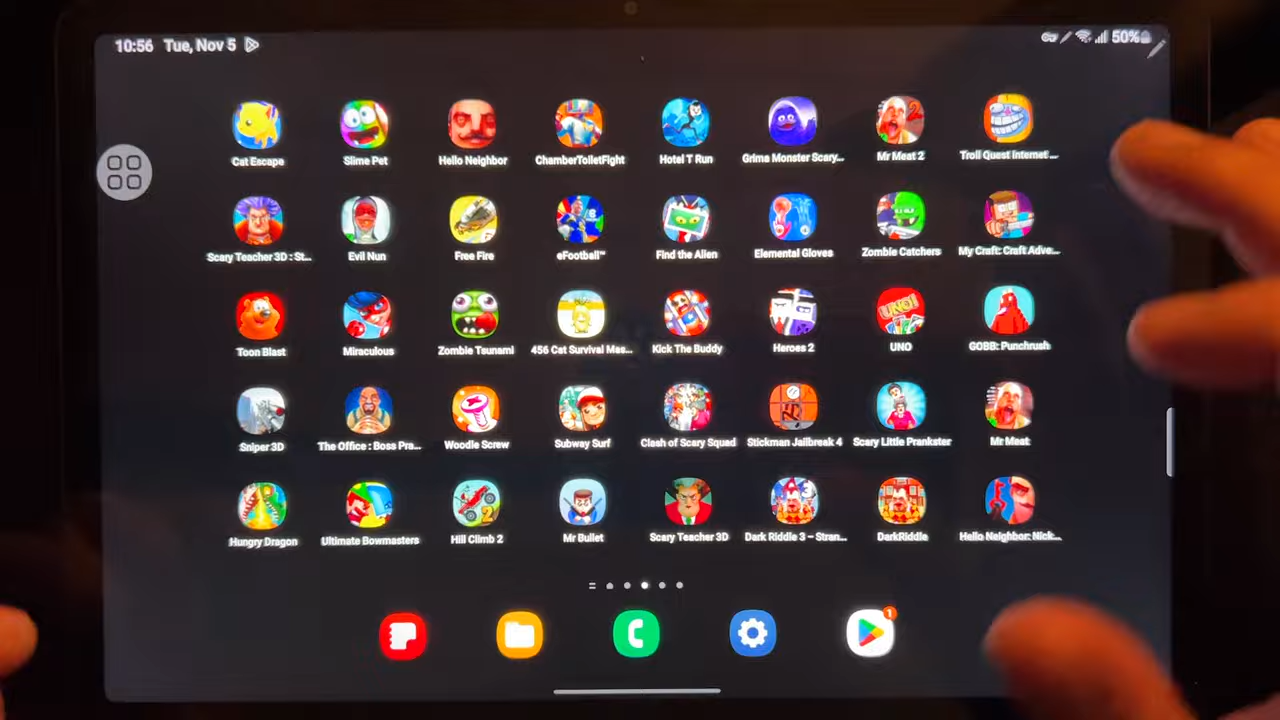 10:56 Tue, Nov 5 50%
Cat Escape Slime Pet Hello Neighbor ChamberToiletFight Hotel T Run Grima Monster Scary... Mr Meat 2 Troll Quest Internet ...
Scary Teacher 3D : St... Evil Nun Free Fire eFootball™ Find the Alien Elemental Gloves Zombie Catchers My Craft: Craft Adve...
Toon Blast Miraculous Zombie Tsunami 456 Cat Survival Mas... Kick The Buddy Heroes 2 UNO GOBB: Punchrush
Sniper 3D The Office : Boss Pra... Woodle Screw Subway Surf Clash of Scary Squad Stickman Jailbreak 4 Scary Little Prankster Mr Meat
Hungry Dragon Ultimate Bowmasters Hill Climb 2 Mr Bullet Scary Teacher 3D Dark Riddle 3 – Stran... DarkRiddle Hello Neighbor: Nick...
1